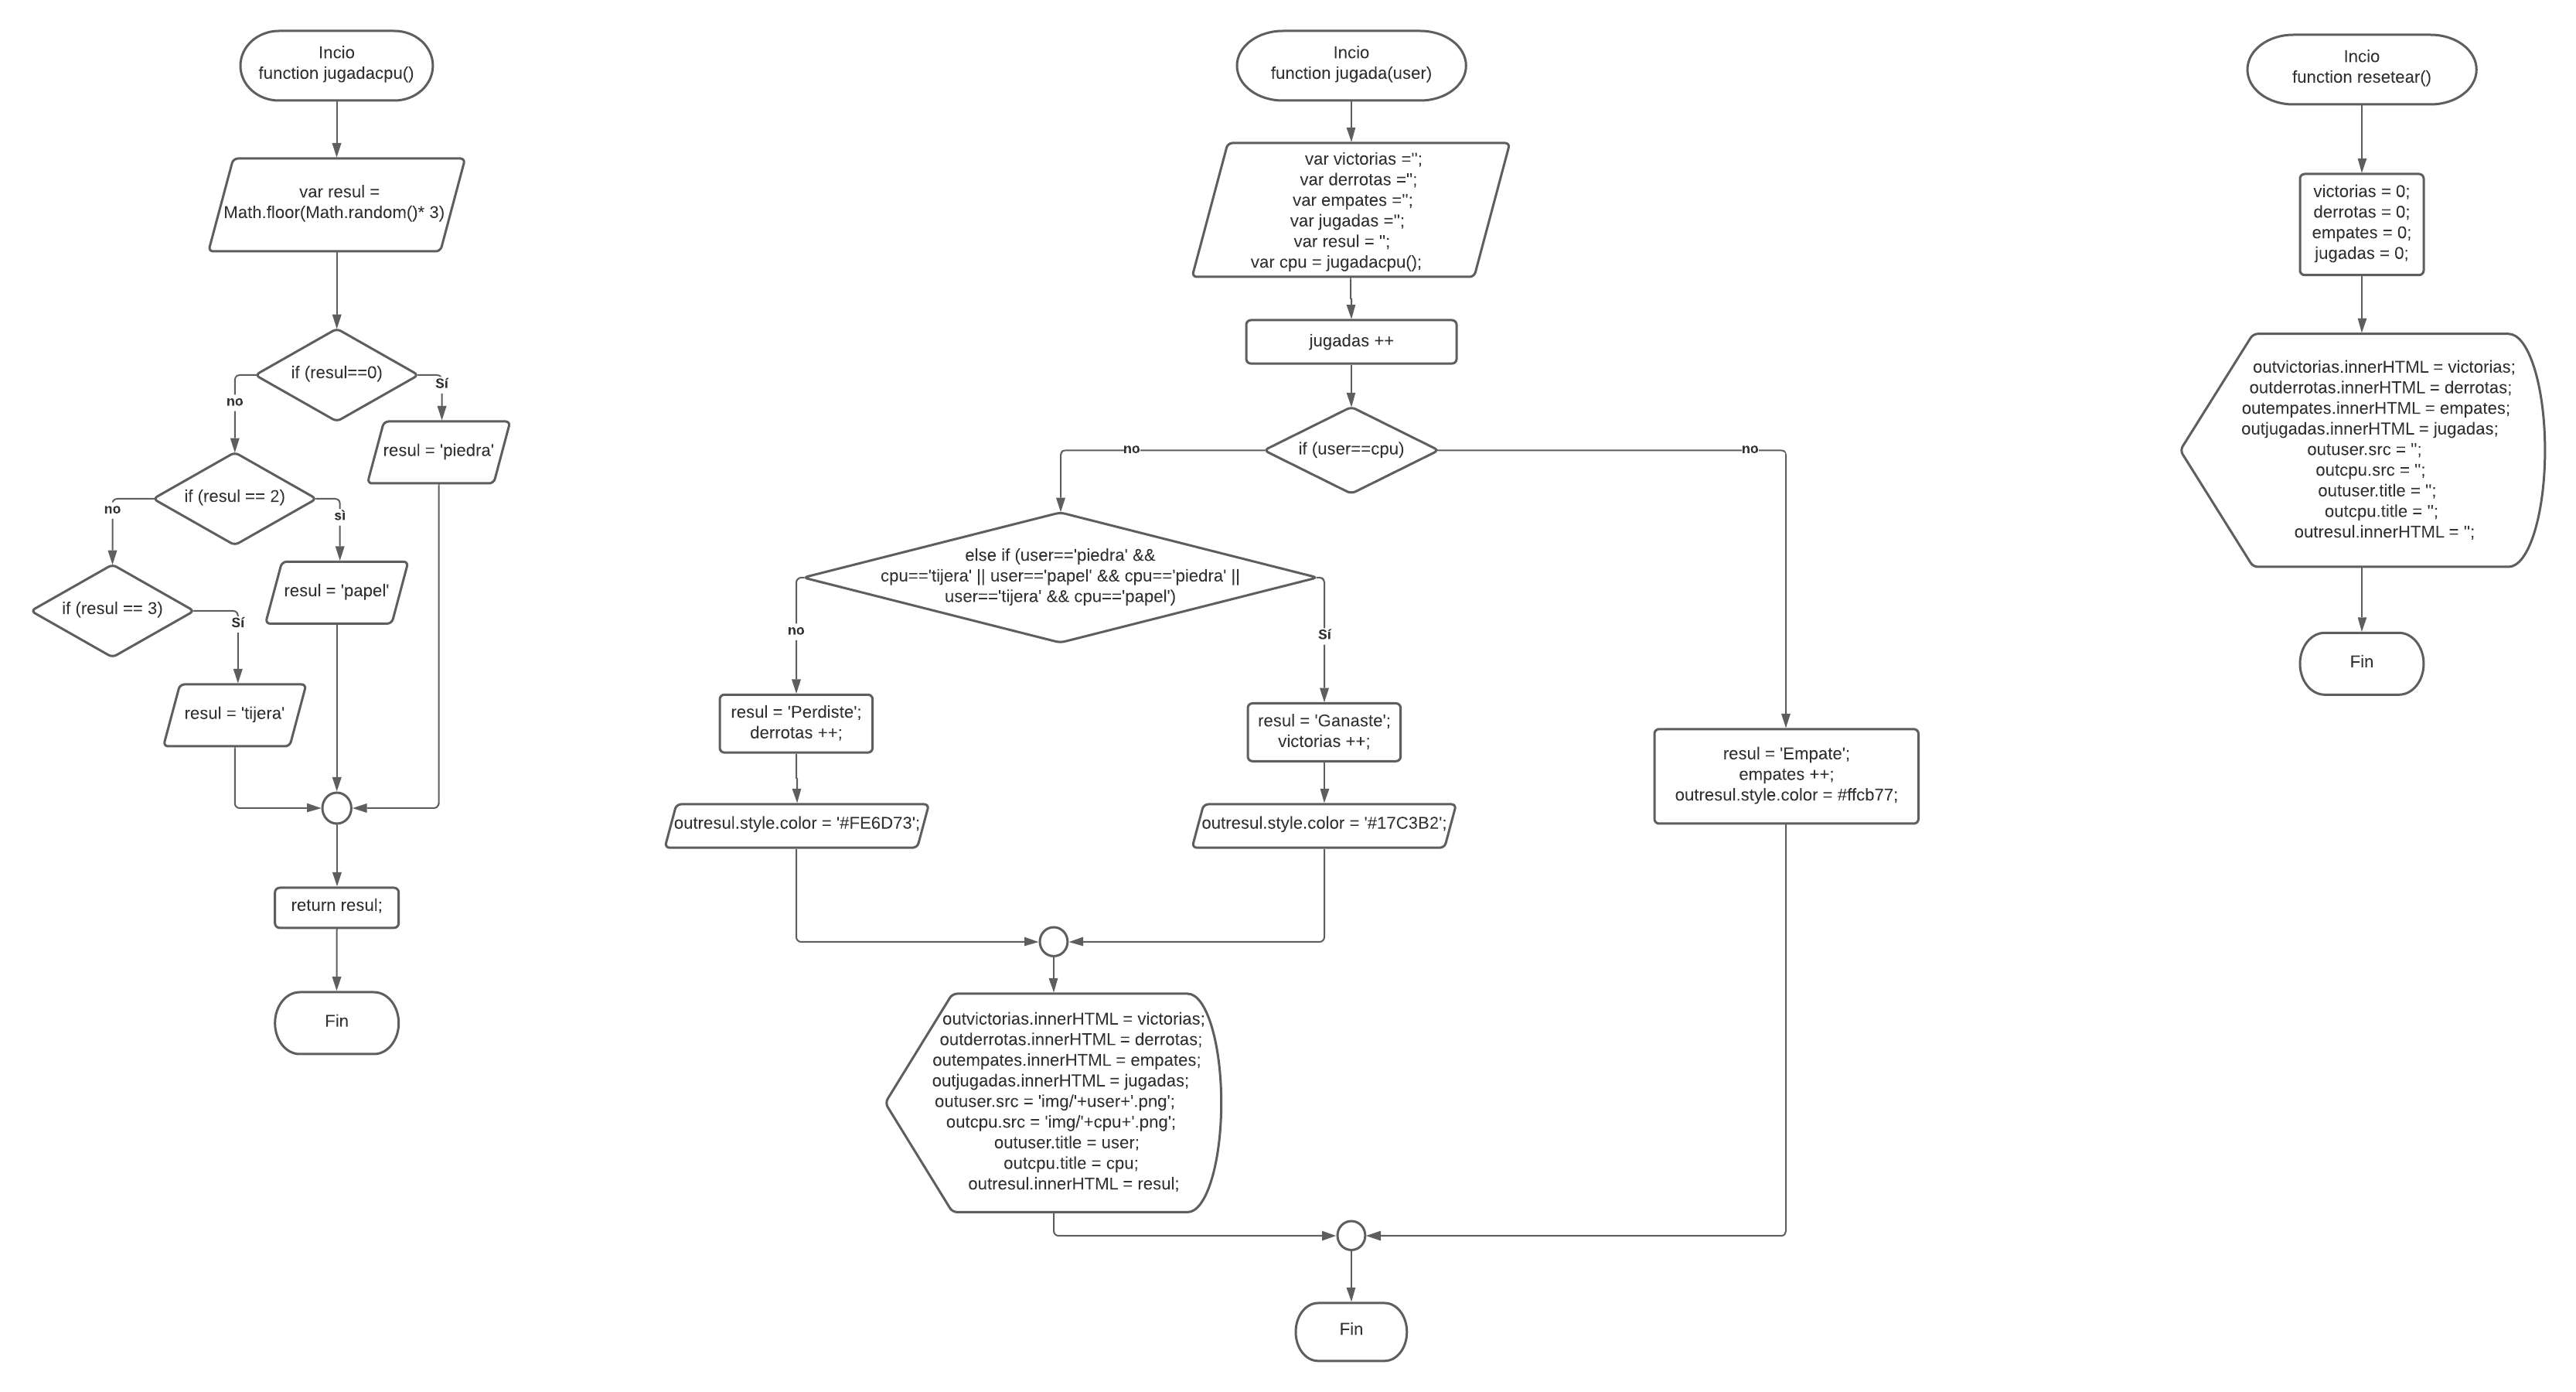 Incio
function jugadacpu()
var resul =
Math.floor(Math.random()* 3)
if (resul==0)
Sí
no
resul = 'piedra'
if (resul == 2)
no
sì
resul = 'papel'
if (resul == 3)
Sí
resul = 'tijera'
return resul;
Fin
Incio
function jugada(user)
var victorias ='';
var derrotas ='';
var empates ='';
var jugadas ='';
var resul = '';
var cpu = jugadacpu();
jugadas ++
if (user==cpu)
no
no
else if (user=='piedra' &&
cpu=='tijera' || user=='papel' && cpu=='piedra' ||
user=='tijera' && cpu=='papel')
no
Sí
resul = 'Perdiste';
derrotas ++;
resul = 'Ganaste';
victorias ++;
resul = 'Empate';
empates ++;
outresul.style.color = #ffcb77;
outresul.style.color = '#FE6D73';
outresul.style.color = '#17C3B2';
outvictorias.innerHTML = victorias;
outderrotas.innerHTML = derrotas;
outempates.innerHTML = empates;
outjugadas.innerHTML = jugadas;
outuser.src = 'img/'+user+'.png';
outcpu.src = 'img/'+cpu+'.png';
outuser.title = user;
outcpu.title = cpu;
outresul.innerHTML = resul;
Fin
Incio
function resetear()
victorias = 0;
derrotas = 0;
empates = 0;
jugadas = 0;
outvictorias.innerHTML = victorias;
outderrotas.innerHTML = derrotas;
outempates.innerHTML = empates;
outjugadas.innerHTML = jugadas;
outuser.src = '';
outcpu.src = '';
outuser.title = '';
outcpu.title = '';
outresul.innerHTML = '';
Fin